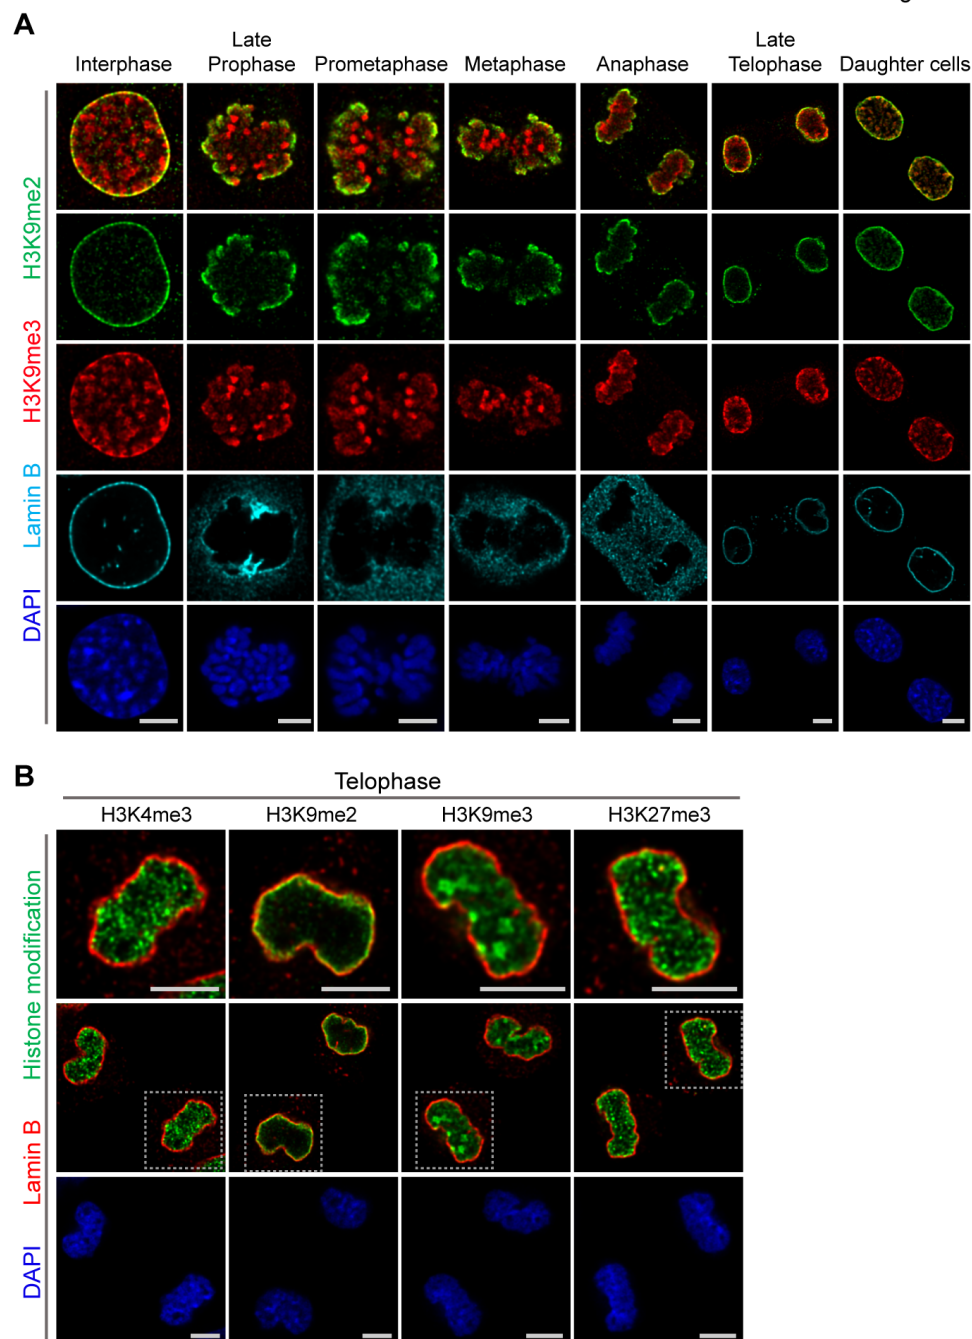 A
Interphase
Late
Prophase
Prometaphase
Metaphase
Anaphase
Late
Telophase
Daughter cells
H3K9me2
H3K9me3
Lamin B
DAPI
B
Telophase
H3K4me3
H3K9me2
H3K9me3
H3K27me3
Histone modification
Lamin B
DAPI